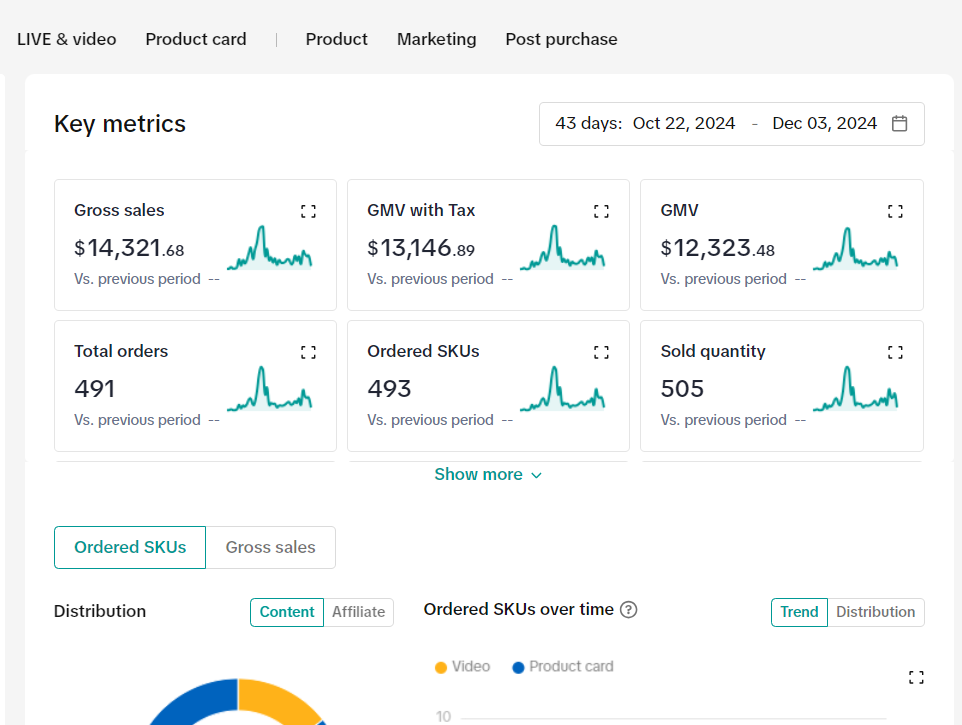 LIVE & video Product card | Product Marketing Post purchase
Key metrics
43 days: Oct 22, 2024 - Dec 03, 2024
Gross sales
$14,321.68
Vs. previous period --
GMV with Tax
$13,146.89
Vs. previous period --
GMV
$12,323.48
Vs. previous period --
Total orders
491
Vs. previous period --
Ordered SKUs
493
Vs. previous period --
Sold quantity
505
Vs. previous period --
Show more
Ordered SKUs Gross sales
Distribution
Content Affiliate
Ordered SKUs over time ?
Trend Distribution
Video Product card
10